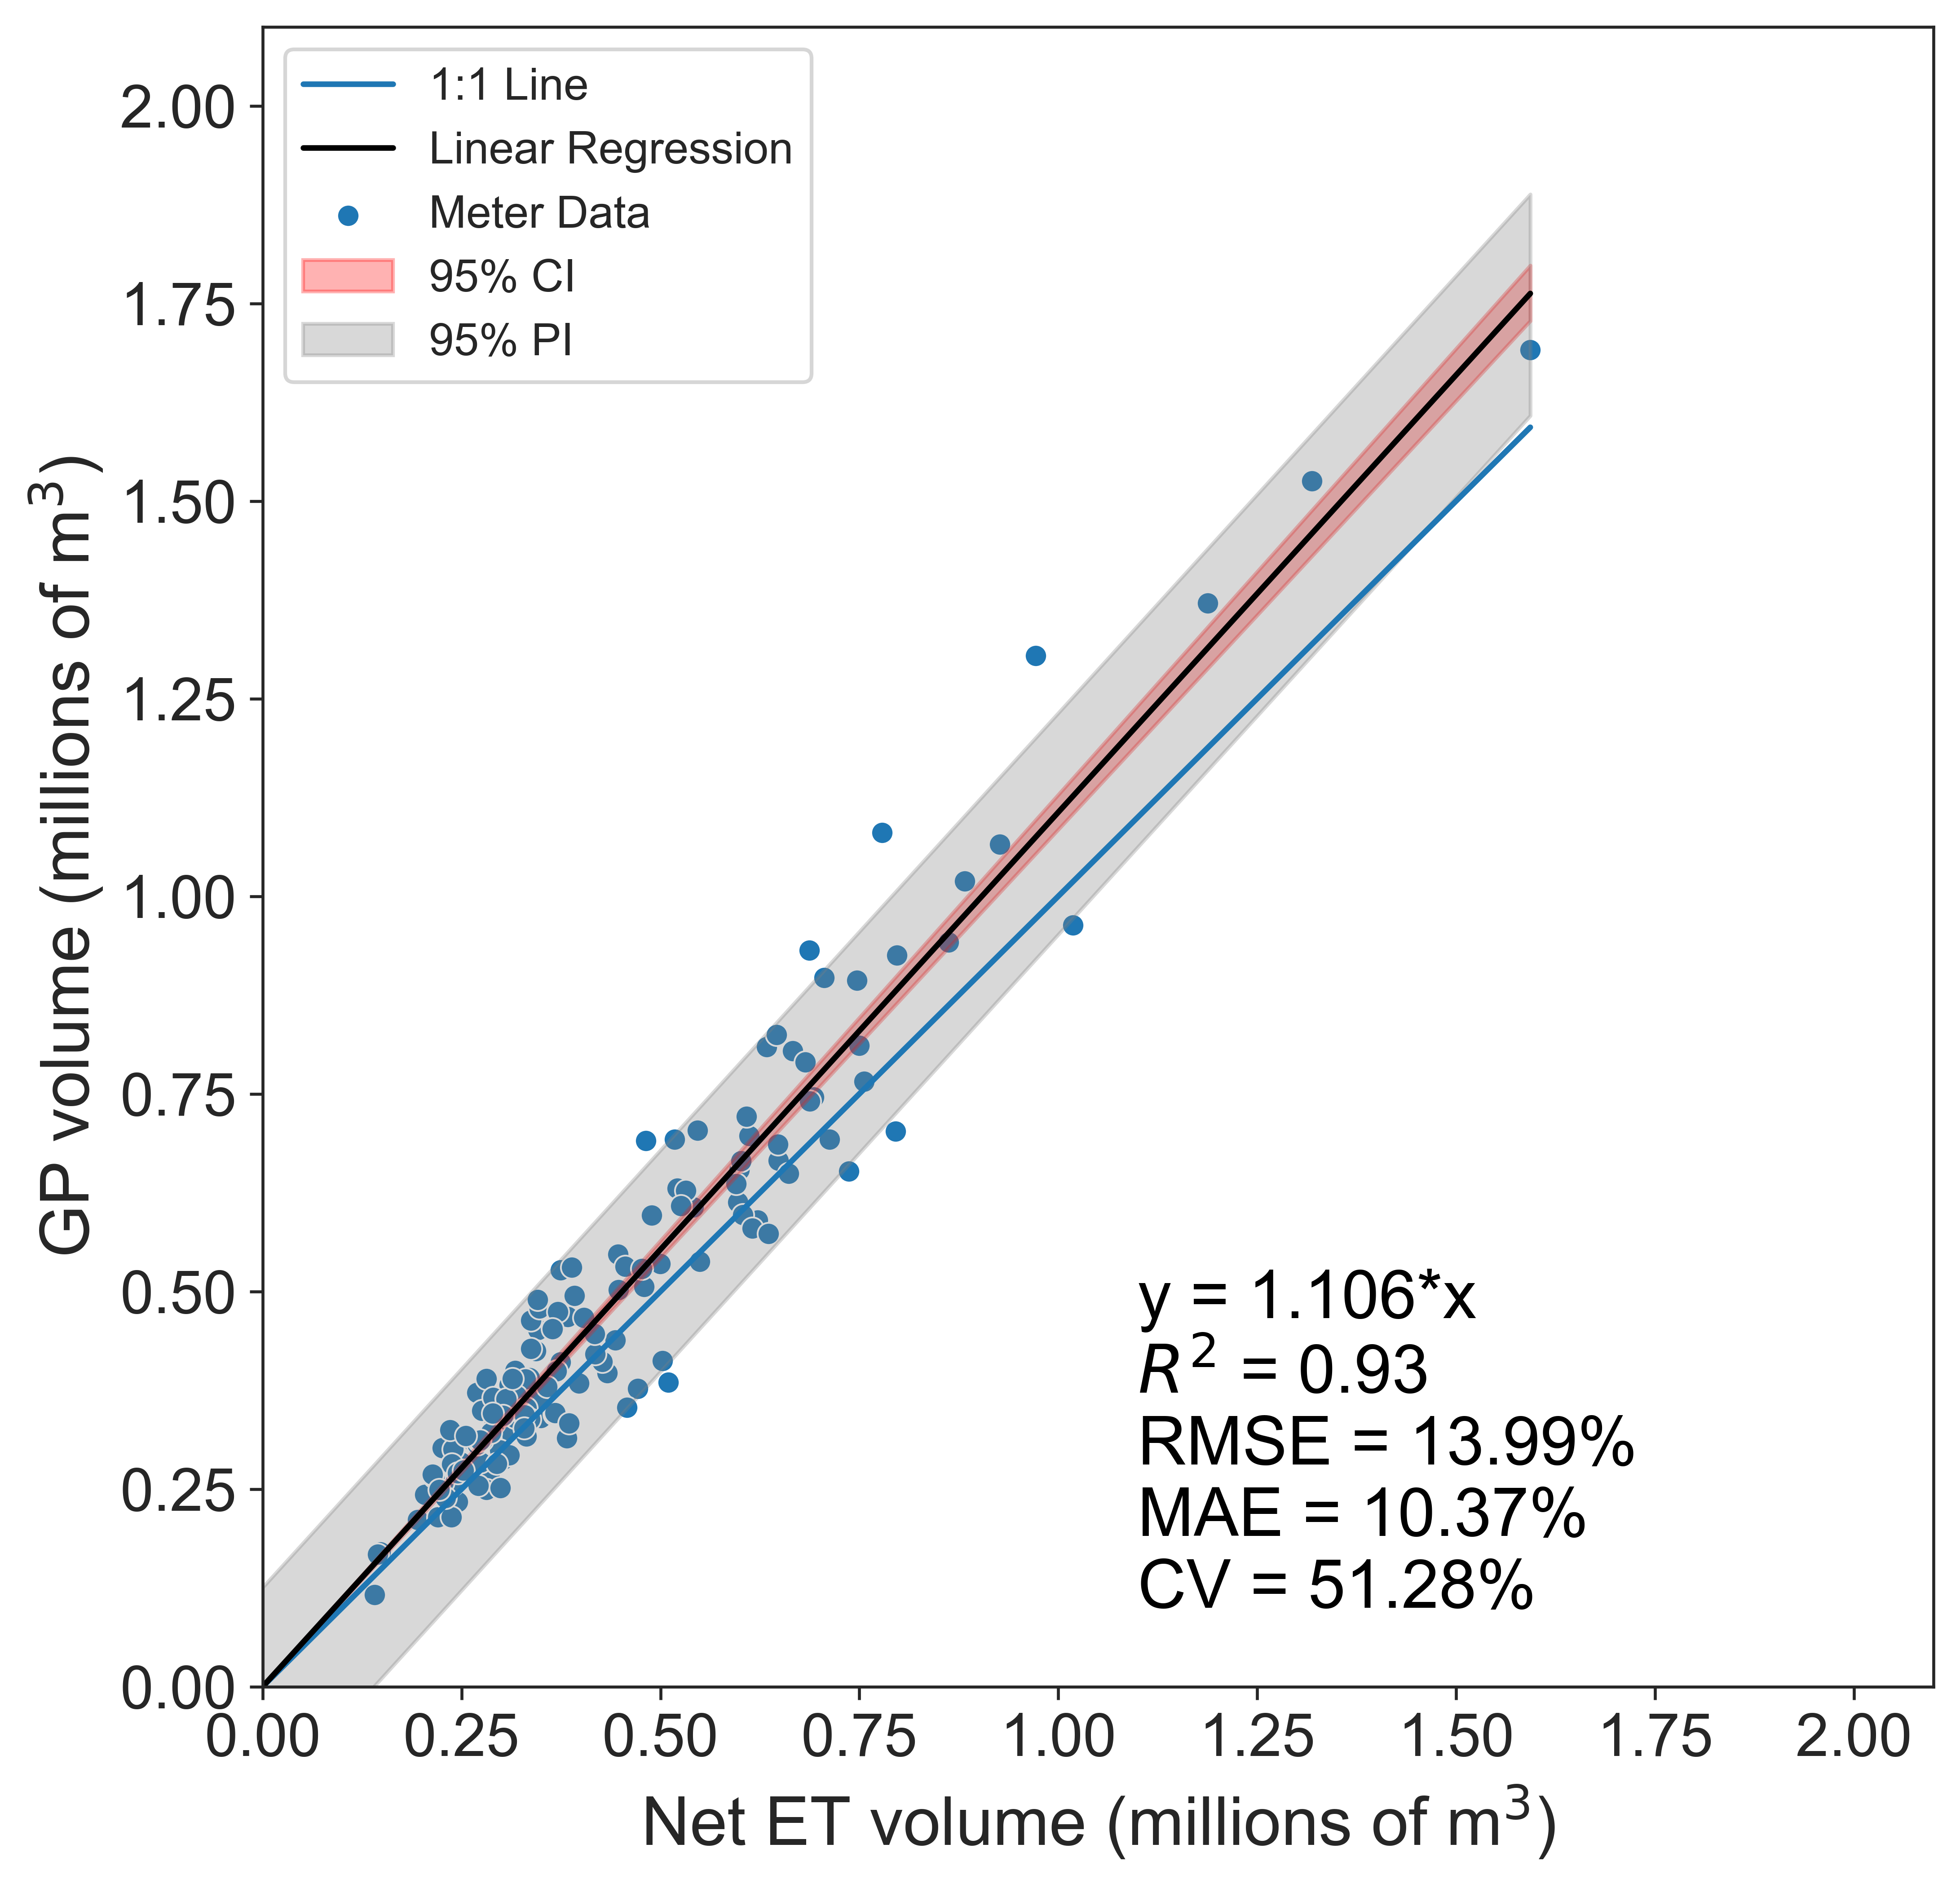 1:1 Line
Linear Regression
Meter Data
95% CI
95% PI
GP volume (millions of m³)
2.00
1.75
1.50
1.25
1.00
0.75
0.50
0.25
0.00
y = 1.106*x
R² = 0.93
RMSE = 13.99%
MAE = 10.37%
CV = 51.28%
0.00 0.25 0.50 0.75 1.00 1.25 1.50 1.75 2.00
Net ET volume (millions of m³)